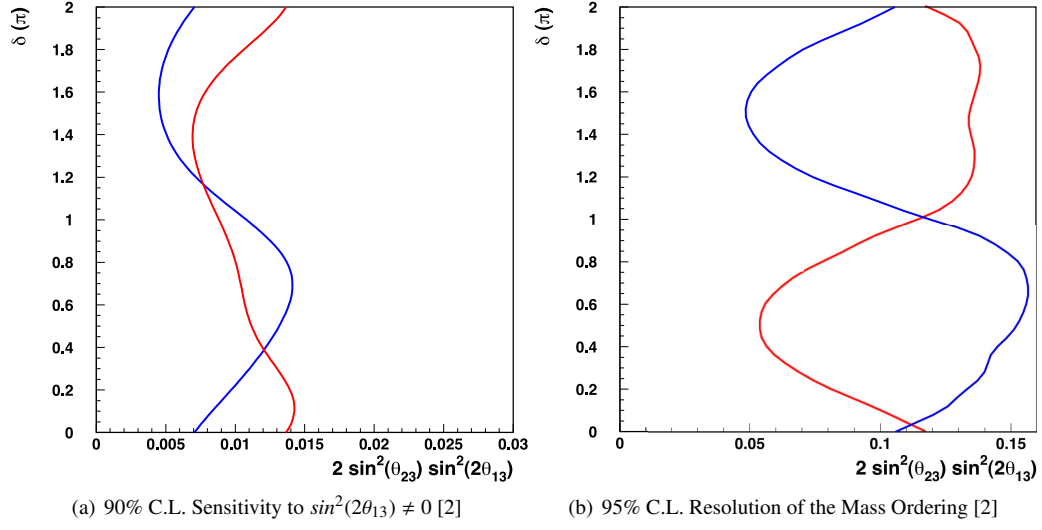 δ (π)
2
1.8
1.6
1.4
1.2
1
0.8
0.6
0.4
0.2
0
0 0.005 0.01 0.015 0.02 0.025 0.03
2 sin²(θ₂₃) sin²(2θ₁₃)
(a) 90% C.L. Sensitivity to sin²(2θ₁₃) ≠ 0 [2]
δ (π)
2
1.8
1.6
1.4
1.2
1
0.8
0.6
0.4
0.2
0
0 0.05 0.1 0.15
2 sin²(θ₂₃) sin²(2θ₁₃)
(b) 95% C.L. Resolution of the Mass Ordering [2]